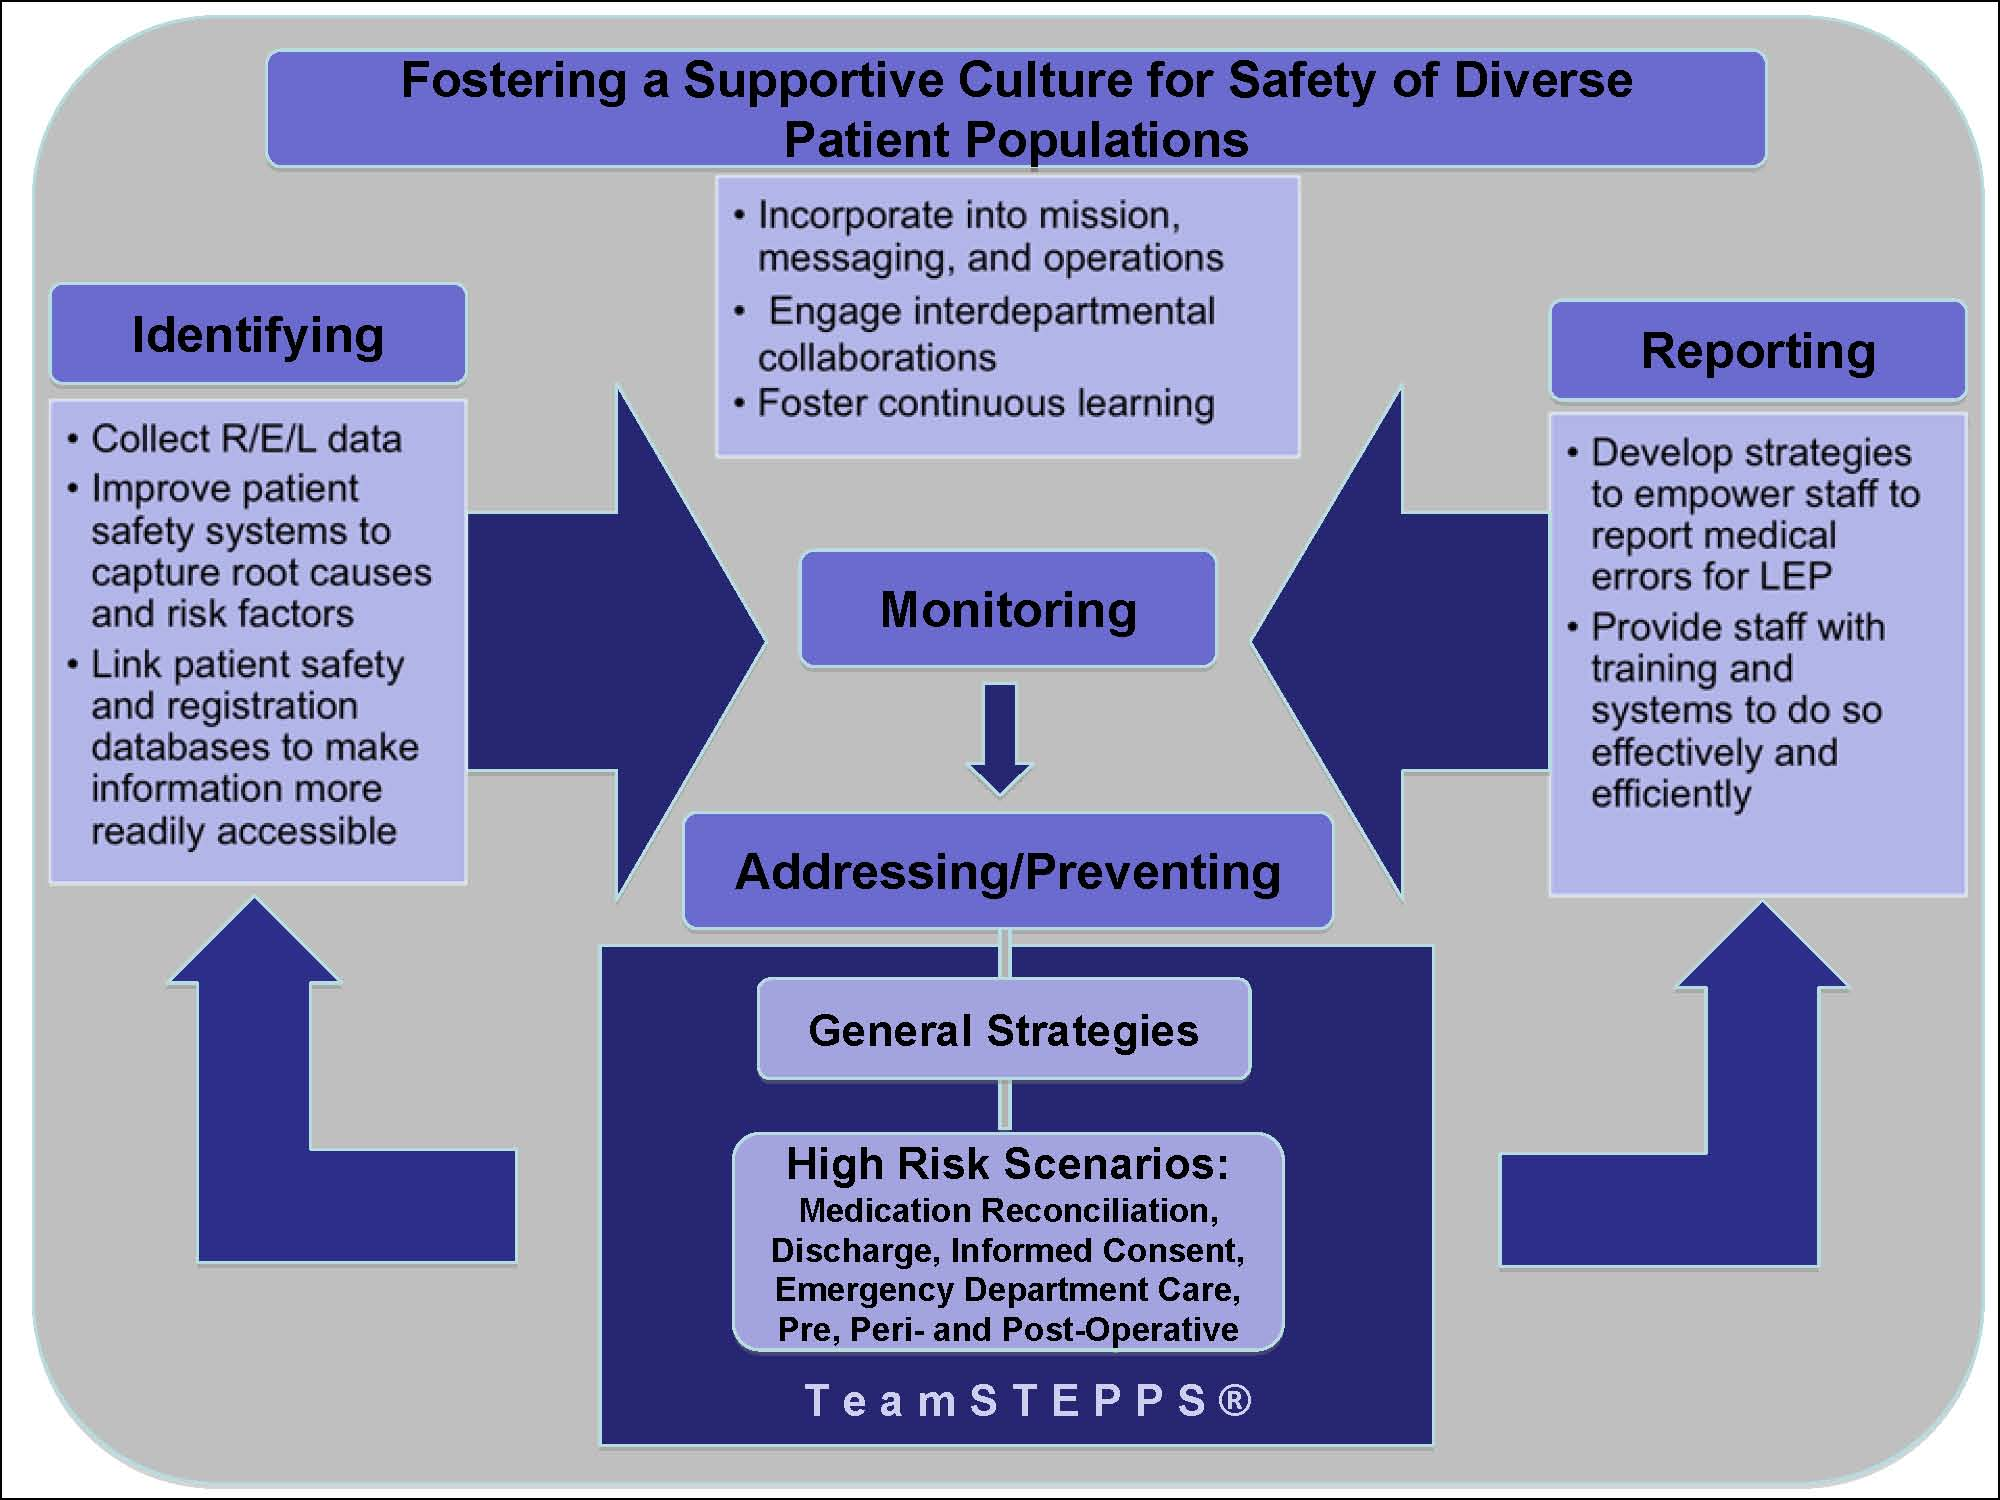 Fostering a Supportive Culture for Safety of Diverse
Patient Populations
• Incorporate into mission,
messaging, and operations
• Engage interdepartmental
collaborations
• Foster continuous learning
Identifying
• Collect R/E/L data
• Improve patient
safety systems to
capture root causes
and risk factors
• Link patient safety
and registration
databases to make
information more
readily accessible
Reporting
• Develop strategies
to empower staff to
report medical
errors for LEP
• Provide staff with
training and
systems to do so
effectively and
efficiently
Monitoring
Addressing/Preventing
General Strategies
High Risk Scenarios:
Medication Reconciliation,
Discharge, Informed Consent,
Emergency Department Care,
Pre, Peri- and Post-Operative
TeamSTEPPS®